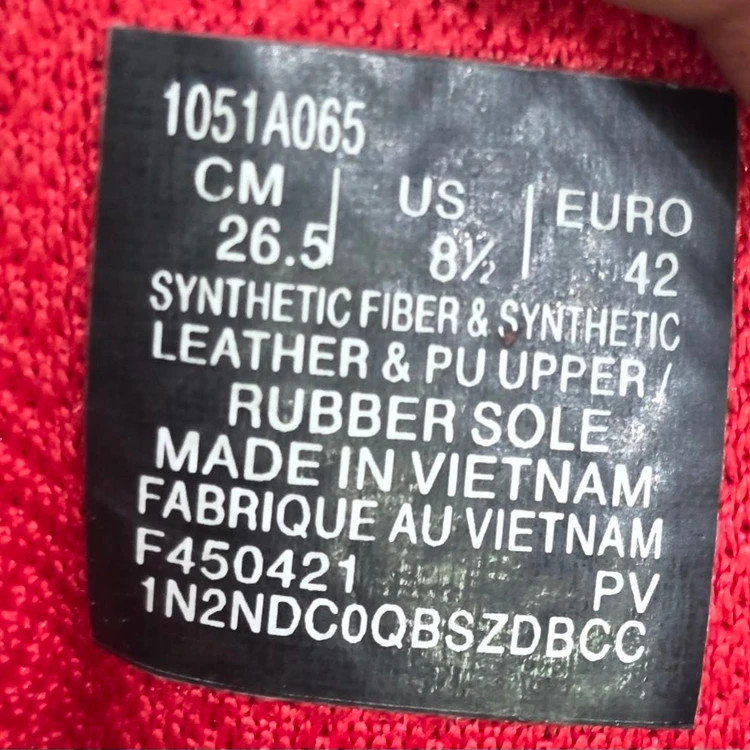 1051A065
CM | US | EURO
26.5 | 8½ | 42
SYNTHETIC FIBER & SYNTHETIC
LEATHER & PU UPPER /
RUBBER SOLE
MADE IN VIETNAM
FABRIQUE AU VIETNAM
F450421 PV
1N2NDC0QBSZDBCC